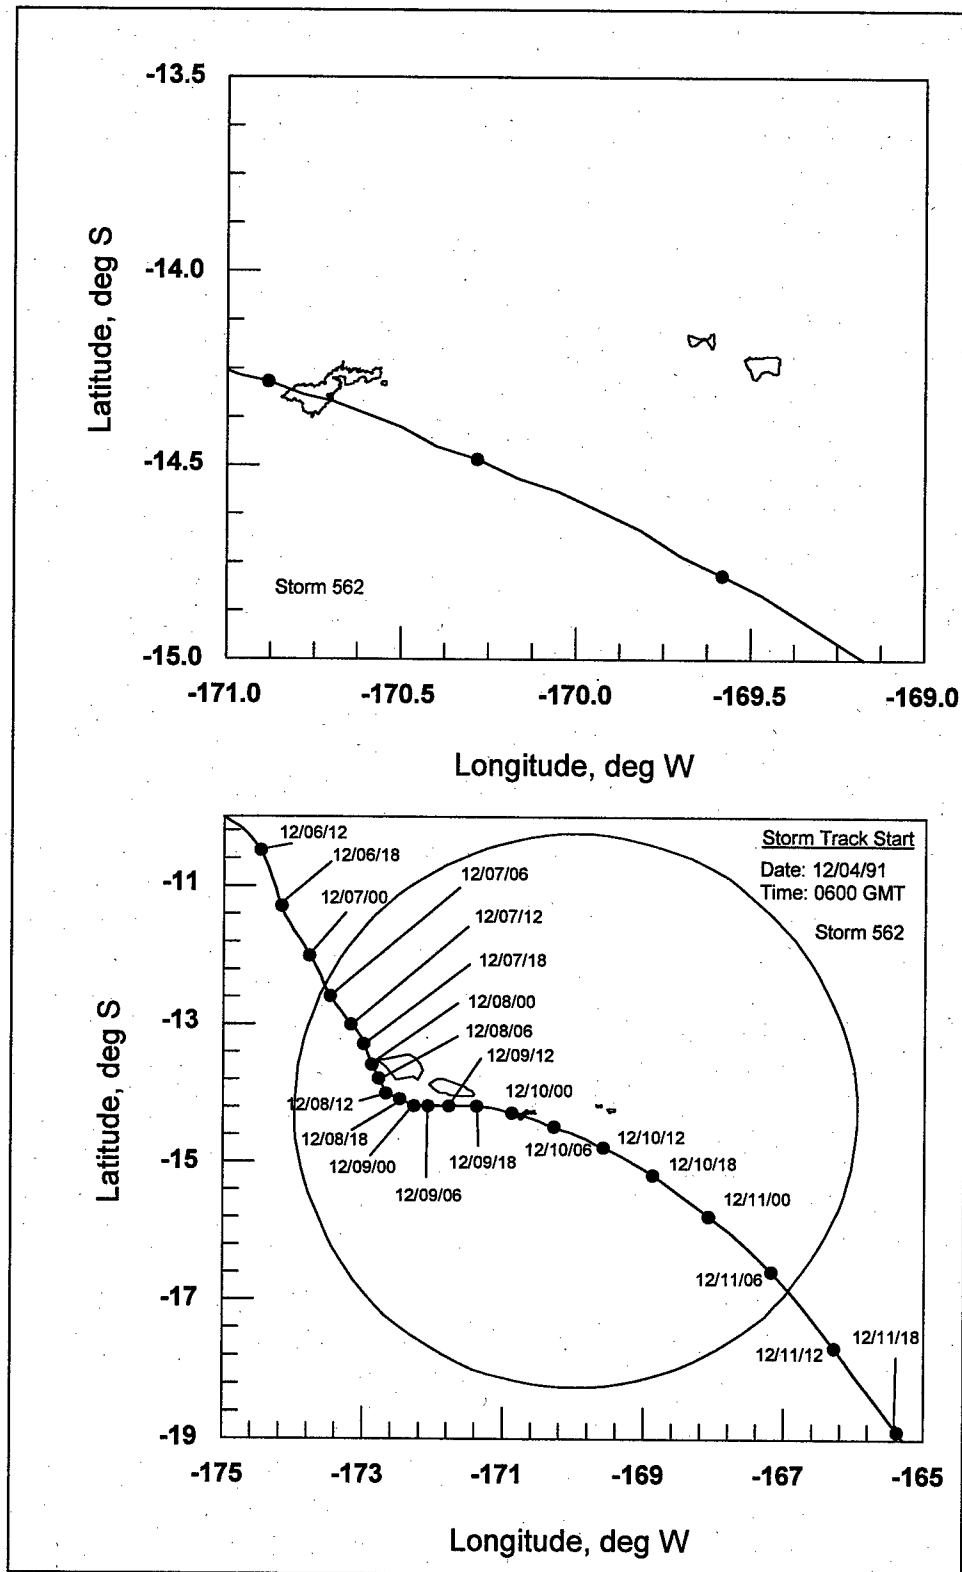 -13.5
-14.0
-14.5
-15.0
Latitude, deg S
Storm 562
-171.0 -170.5 -170.0 -169.5 -169.0
Longitude, deg W
Storm Track Start
Date: 12/04/91
Time: 0600 GMT
Storm 562
12/06/12
12/06/18
12/07/00
12/07/06
12/07/12
12/07/18
12/08/00
12/08/06
12/09/12
12/08/12
12/10/00
12/08/18
12/09/00
12/09/06
12/09/18
12/10/06
12/10/12
12/10/18
12/11/00
12/11/06
12/11/12
12/11/18
-11
-13
-15
-17
-19
Latitude, deg S
-175 -173 -171 -169 -167 -165
Longitude, deg W